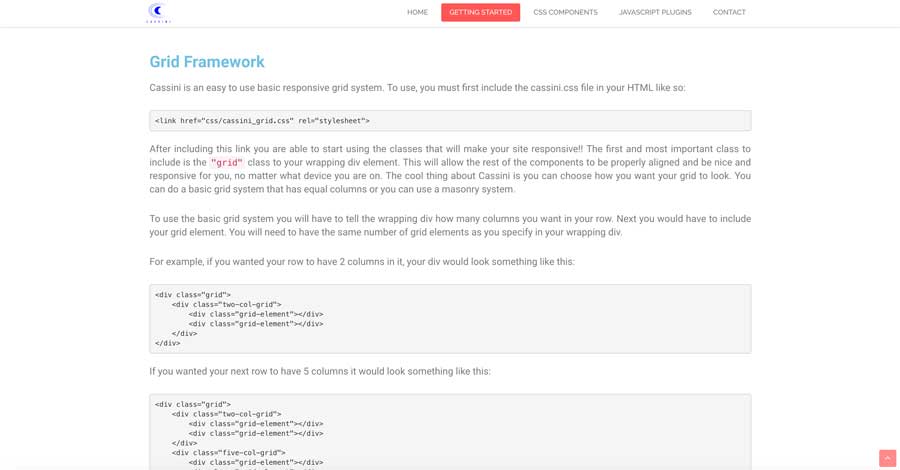 CASSINI
HOME
GETTING STARTED
CSS COMPONENTS
JAVASCRIPT PLUGINS
CONTACT
Grid Framework
Cassini is an easy to use basic responsive grid system. To use, you must first include the cassini.css file in your HTML like so:
<link href="css/cassini_grid.css" rel="stylesheet">
After including this link you are able to start using the classes that will make your site responsive!! The first and most important class to
include is the "grid" class to your wrapping div element. This will allow the rest of the components to be properly aligned and be nice and
responsive for you, no matter what device you are on. The cool thing about Cassini is you can choose how you want your grid to look. You
can do a basic grid system that has equal columns or you can use a masonry system.
To use the basic grid system you will have to tell the wrapping div how many columns you want in your row. Next you would have to include
your grid element. You will need to have the same number of grid elements as you specify in your wrapping div.
For example, if you wanted your row to have 2 columns in it, your div would look something like this:
<div class="grid">
    <div class="two-col-grid">
        <div class="grid-element"></div>
        <div class="grid-element"></div>
    </div>
</div>
If you wanted your next row to have 5 columns it would look something like this:
<div class="grid">
    <div class="two-col-grid">
        <div class="grid-element"></div>
        <div class="grid-element"></div>
    </div>
    <div class="five-col-grid">